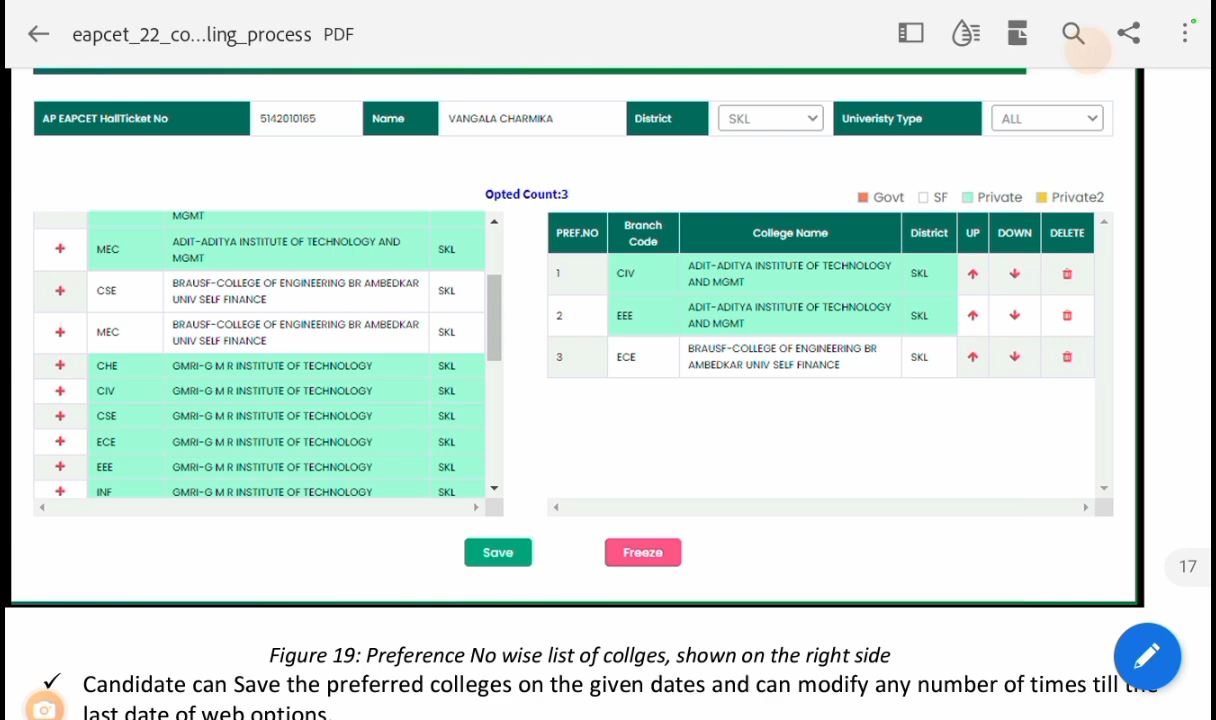 eapcet_22_co...ling_process PDF
AP EAPCET HallTicket No 5142010165 Name VANGALA CHARMIKA District SKL Univeristy Type ALL
Opted Count:3
Govt SF Private Private2
MGMT
+ MEC ADIT-ADITYA INSTITUTE OF TECHNOLOGY AND MGMT SKL
+ CSE BRAUSF-COLLEGE OF ENGINEERING BR AMBEDKAR UNIV SELF FINANCE SKL
+ MEC BRAUSF-COLLEGE OF ENGINEERING BR AMBEDKAR UNIV SELF FINANCE SKL
+ CHE GMRI-G M R INSTITUTE OF TECHNOLOGY SKL
+ CIV GMRI-G M R INSTITUTE OF TECHNOLOGY SKL
+ CSE GMRI-G M R INSTITUTE OF TECHNOLOGY SKL
+ ECE GMRI-G M R INSTITUTE OF TECHNOLOGY SKL
+ EEE GMRI-G M R INSTITUTE OF TECHNOLOGY SKL
+ INF GMRI-G M R INSTITUTE OF TECHNOLOGY SKL
PREF.NO Branch Code College Name District UP DOWN DELETE
1 CIV ADIT-ADITYA INSTITUTE OF TECHNOLOGY AND MGMT SKL
2 EEE ADIT-ADITYA INSTITUTE OF TECHNOLOGY AND MGMT SKL
3 ECE BRAUSF-COLLEGE OF ENGINEERING BR AMBEDKAR UNIV SELF FINANCE SKL
Save Freeze
17
Figure 19: Preference No wise list of collges, shown on the right side
✓ Candidate can Save the preferred colleges on the given dates and can modify any number of times till the
last date of web options.